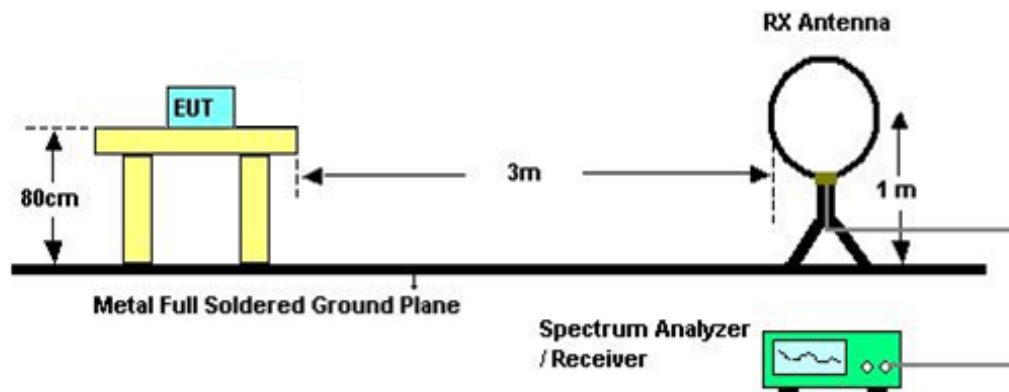 RX Antenna
EUT
80cm
3m
1 m
Metal Full Soldered Ground Plane
Spectrum Analyzer
/ Receiver